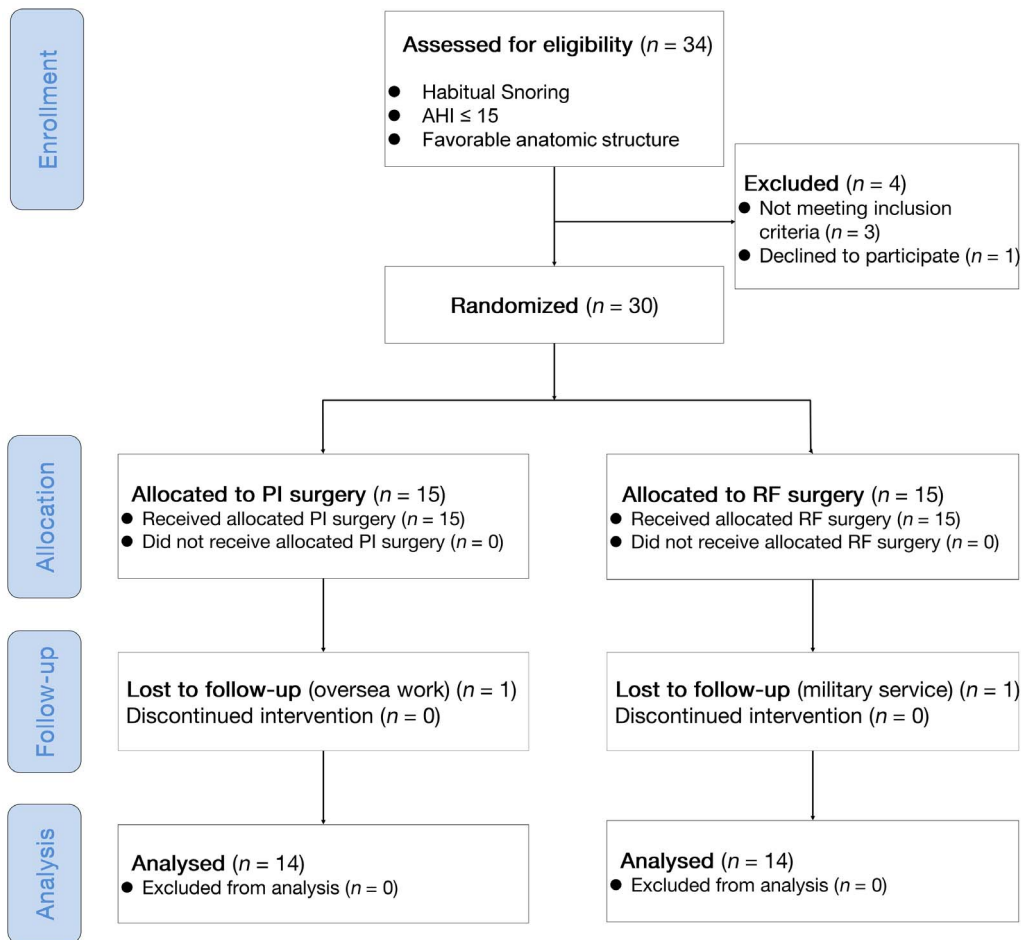 Enrollment
Assessed for eligibility (n = 34)
● Habitual Snoring
● AHI ≤ 15
● Favorable anatomic structure
Excluded (n = 4)
● Not meeting inclusion
criteria (n = 3)
● Declined to participate (n = 1)
Randomized (n = 30)
Allocation
Allocated to PI surgery (n = 15)
● Received allocated PI surgery (n = 15)
● Did not receive allocated PI surgery (n = 0)
Allocated to RF surgery (n = 15)
● Received allocated RF surgery (n = 15)
● Did not receive allocated RF surgery (n = 0)
Follow-up
Lost to follow-up (oversea work) (n = 1)
Discontinued intervention (n = 0)
Lost to follow-up (military service) (n = 1)
Discontinued intervention (n = 0)
Analysis
Analysed (n = 14)
● Excluded from analysis (n = 0)
Analysed (n = 14)
● Excluded from analysis (n = 0)